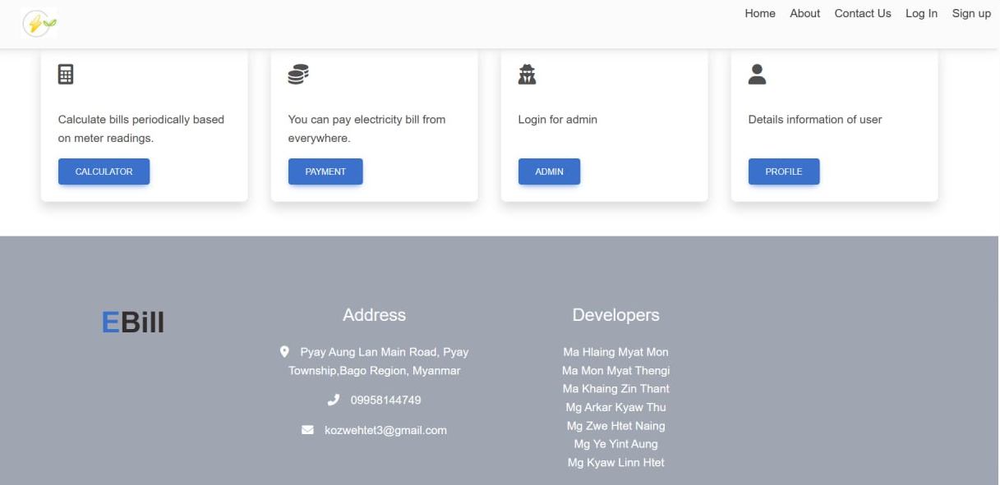 Home About Contact Us Log In Sign up
Calculate bills periodically based
on meter readings.
CALCULATOR
You can pay electricity bill from
everywhere.
PAYMENT
Login for admin
ADMIN
Details information of user
PROFILE
EBill
Address
Pyay Aung Lan Main Road, Pyay
Township,Bago Region, Myanmar
09958144749
kozwehtet3@gmail.com
Developers
Ma Hlaing Myat Mon
Ma Mon Myat Thengi
Ma Khaing Zin Thant
Mg Arkar Kyaw Thu
Mg Zwe Htet Naing
Mg Ye Yint Aung
Mg Kyaw Linn Htet